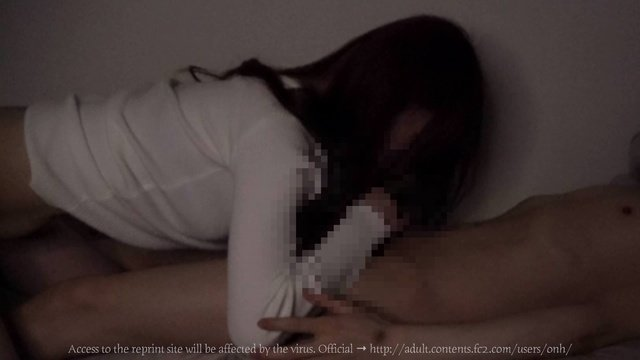 Access to the reprint site will be affected by the virus. Official → http://adult.contents.fc2.com/users/onh/